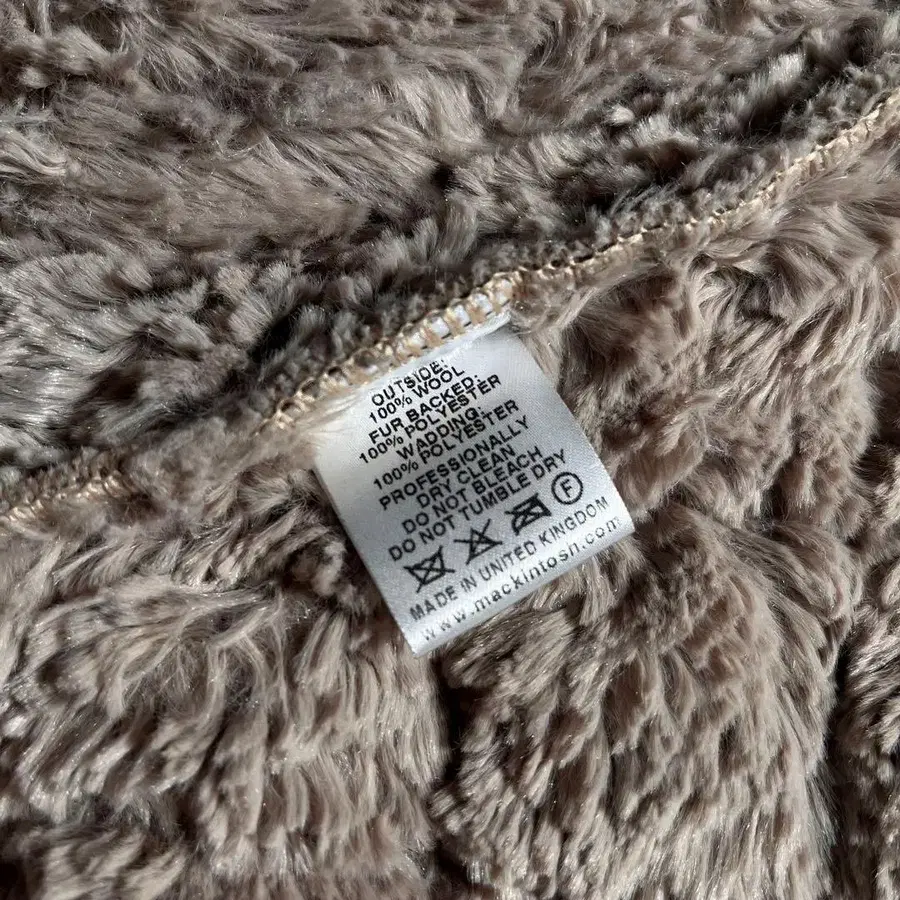 OUTSIDE:
100% WOOL
FUR BACKED:
100% POLYESTER
WADDING:
100% POLYESTER
PROFESSIONALLY
DRY CLEAN
DO NOT BLEACH
DO NOT TUMBLE DRY
F
MADE IN UNITED KINGDOM
www.mackintosh.com